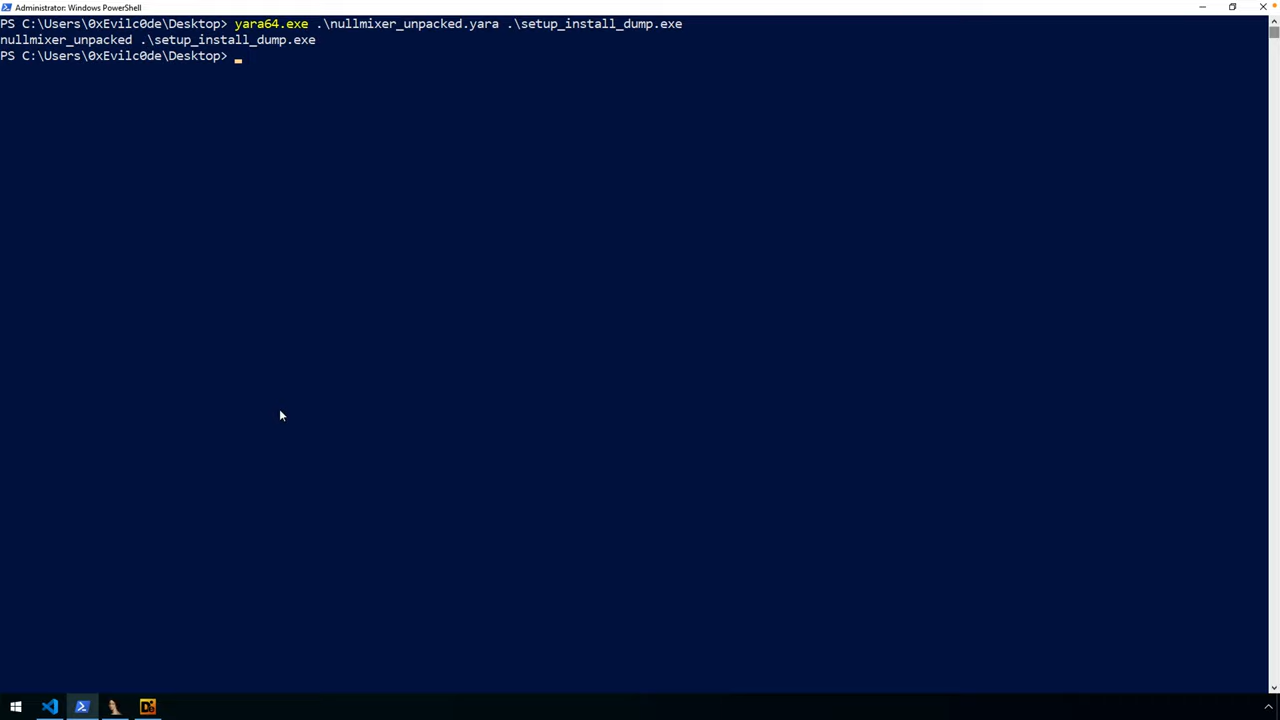 Administrator: Windows PowerShell
PS C:\Users\0xEvilc0de\Desktop> yara64.exe .\nullmixer_unpacked.yara .\setup_install_dump.exe
nullmixer_unpacked .\setup_install_dump.exe
PS C:\Users\0xEvilc0de\Desktop>